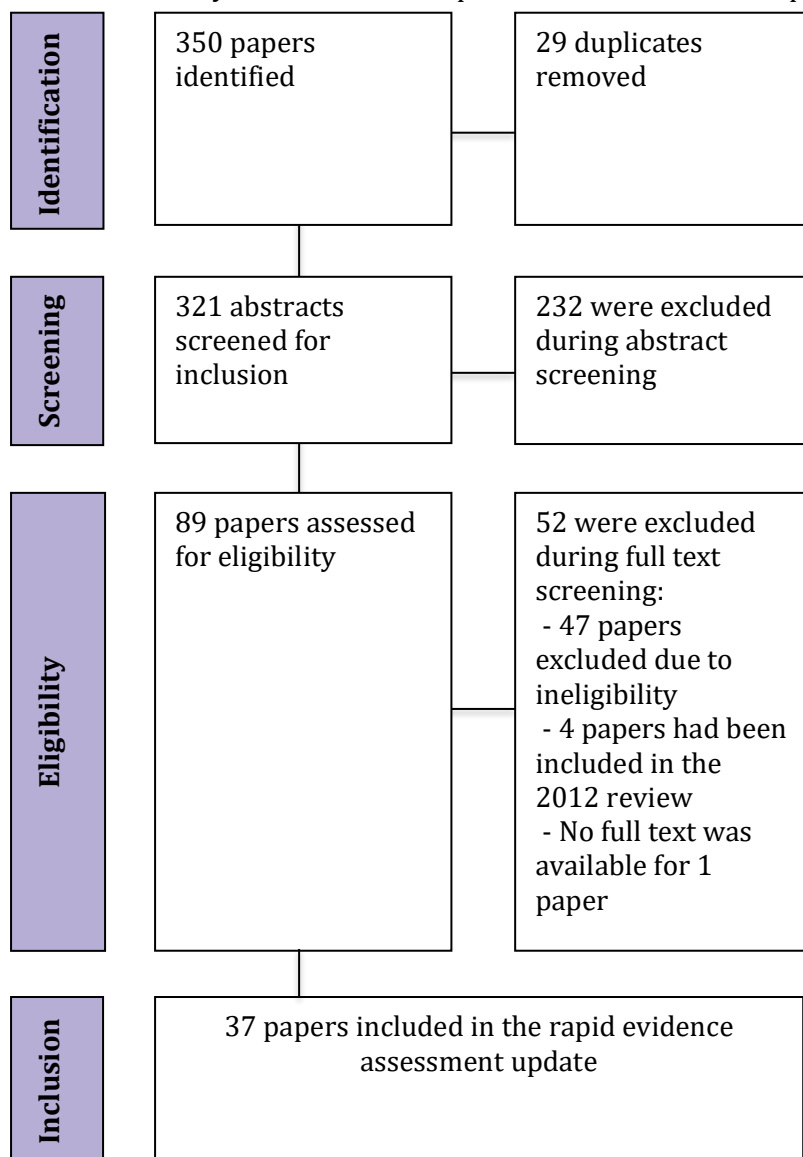 Identification
350 papers
identified
29 duplicates
removed
Screening
321 abstracts
screened for
inclusion
232 were excluded
during abstract
screening
Eligibility
89 papers assessed
for eligibility
52 were excluded
during full text
screening:
- 47 papers
excluded due to
ineligibility
- 4 papers had been
included in the
2012 review
- No full text was
available for 1
paper
Inclusion
37 papers included in the rapid evidence
assessment update